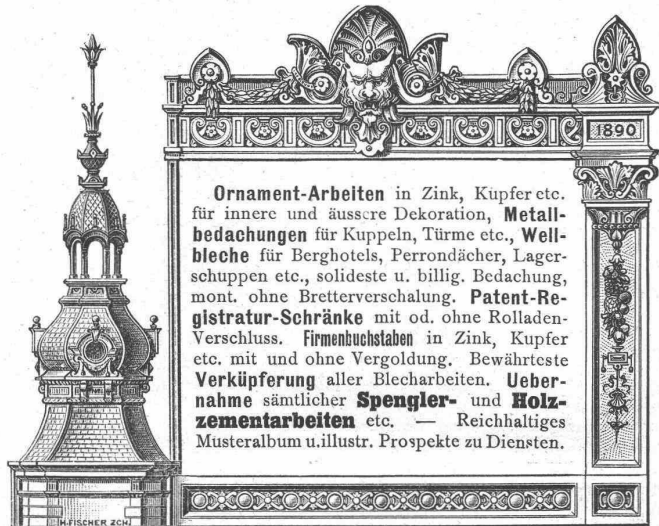 1890
Ornament-Arbeiten in Zink, Kupfer etc.
für innere und äussere Dekoration, Metall-
bedachungen für Kuppeln, Türme etc., Well-
bleche für Berghotels, Perrondächer, Lager-
schuppen etc., solideste u. billig. Bedachung,
mont. ohne Bretterverschalung. Patent-Re-
gistratur-Schränke mit od. ohne Rolladen-
Verschluss. Firmenbuchstaben in Zink, Kupfer
etc. mit und ohne Vergoldung. Bewährteste
Verküpferung aller Blecharbeiten. Ueber-
nahme sämtlicher Spengler- und Holz-
zementarbeiten etc. — Reichhaltiges
Musteralbum u. illustr. Prospekte zu Diensten.
H. FISCHER ZCH.